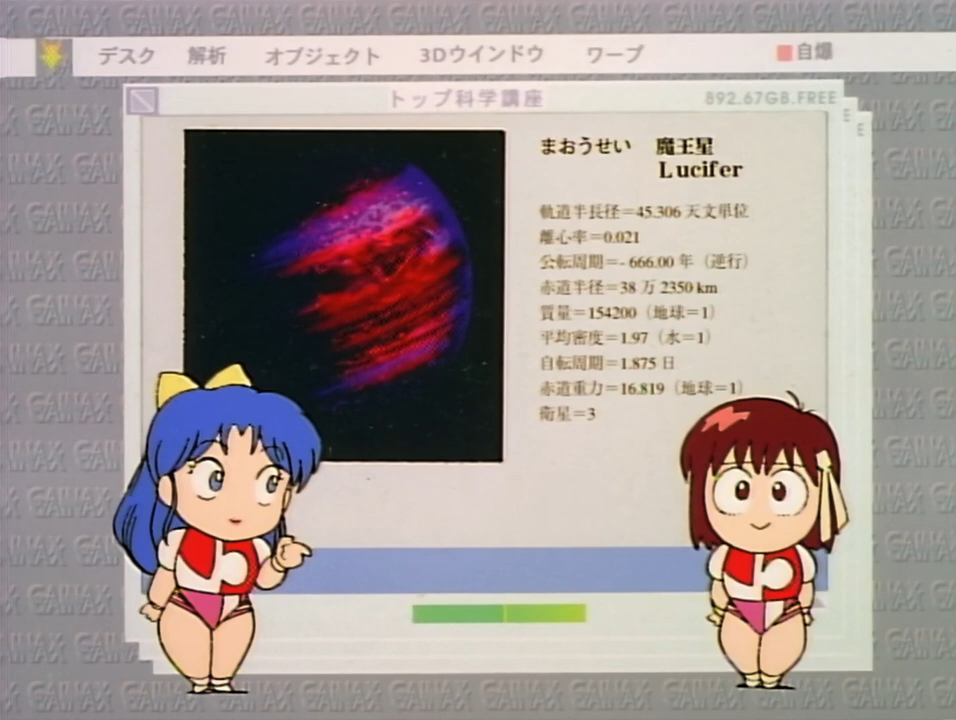 デスク 解析 オブジェクト 3Dウインドウ ワープ 自爆
トップ科学講座 892.67GB.FREE
E
E
まおうせい 魔王星
Lucifer
軌道半長径=45.306 天文単位
離心率=0.021
公転周期=- 666.00 年（逆行）
赤道半径=38 万 2350 km
質量=154200（地球=1）
平均密度=1.97（水=1）
自転周期=1.875 日
赤道重力=16.819（地球=1）
衛星=3
GAINAX